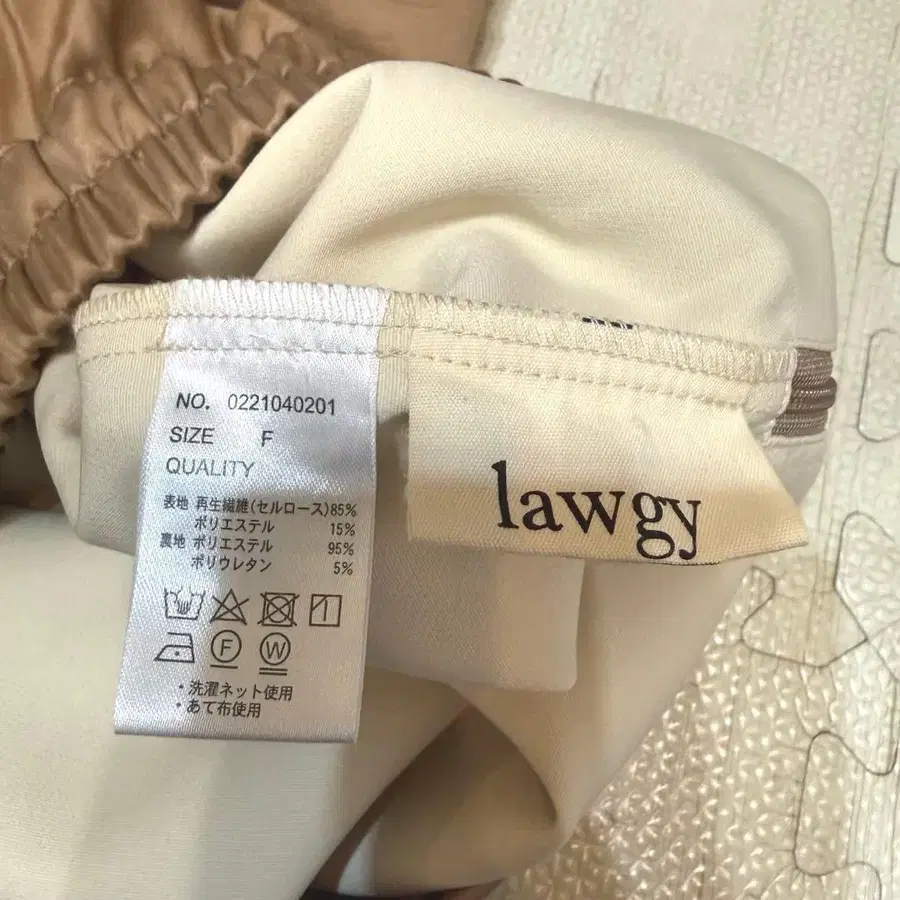 NO. 0221040201
SIZE F
QUALITY
表地 再生繊維(セルロース)85%
ポリエステル 15%
裏地 ポリエステル 95%
ポリウレタン 5%
F W
・洗濯ネット使用
・あて布使用
lawgy